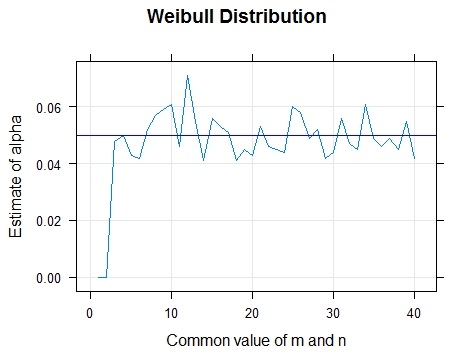 Weibull Distribution
Estimate of alpha
0.06
0.04
0.02
0.00
0 10 20 30 40
Common value of m and n